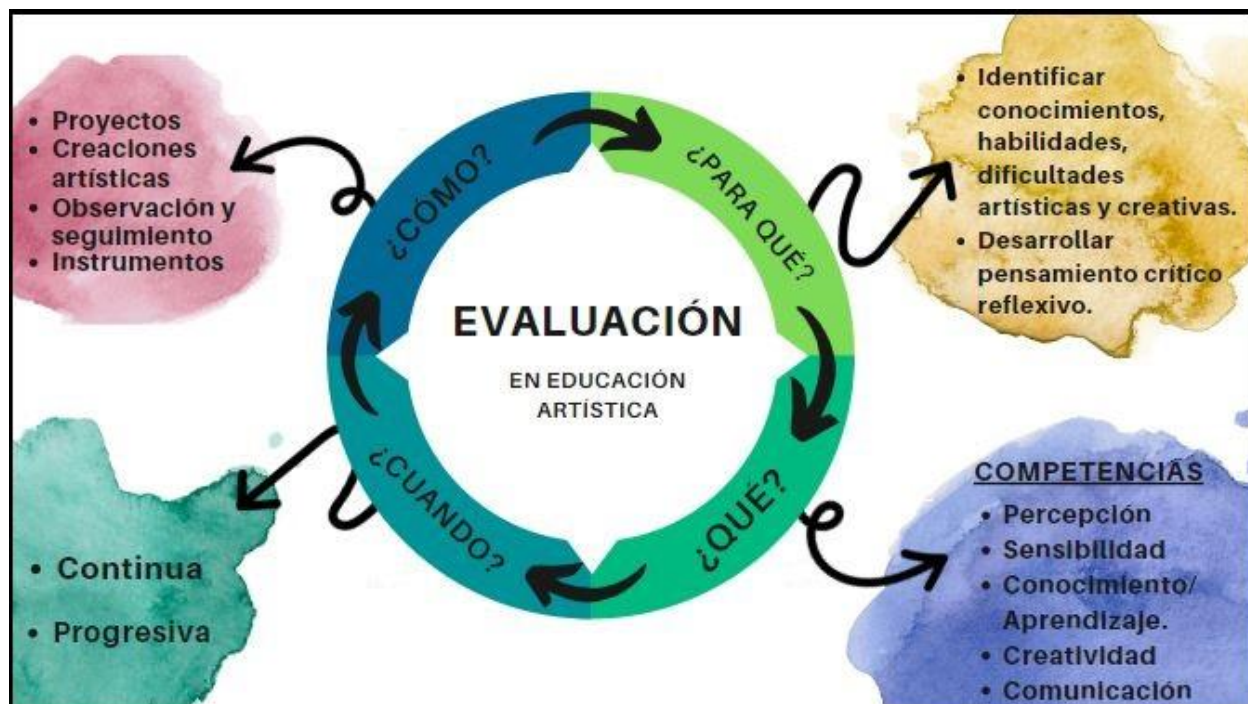 EVALUACIÓN
EN EDUCACIÓN
ARTÍSTICA
¿PARA QUÉ?
• Identificar
conocimientos,
habilidades,
dificultades
artísticas y creativas.
• Desarrollar
pensamiento crítico
reflexivo.
¿QUÉ?
COMPETENCIAS
• Percepción
• Sensibilidad
• Conocimiento/
Aprendizaje.
• Creatividad
• Comunicación
¿CUANDO?
• Continua
• Progresiva
¿CÓMO?
• Proyectos
• Creaciones
artísticas
• Observación y
seguimiento
• Instrumentos